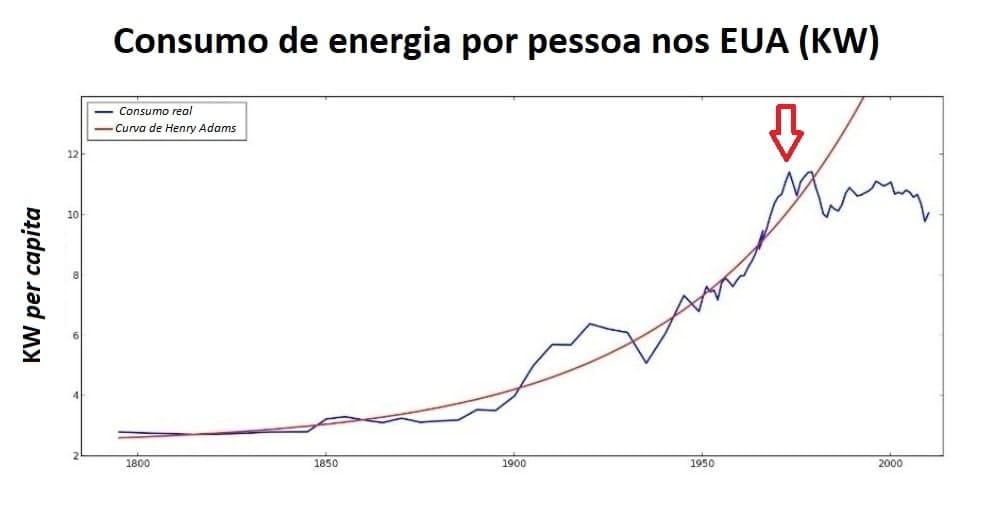 Consumo de energia por pessoa nos EUA (KW)
Consumo real
Curva de Henry Adams
KW per capita
12
10
8
6
4
2
1800
1850
1900
1950
2000